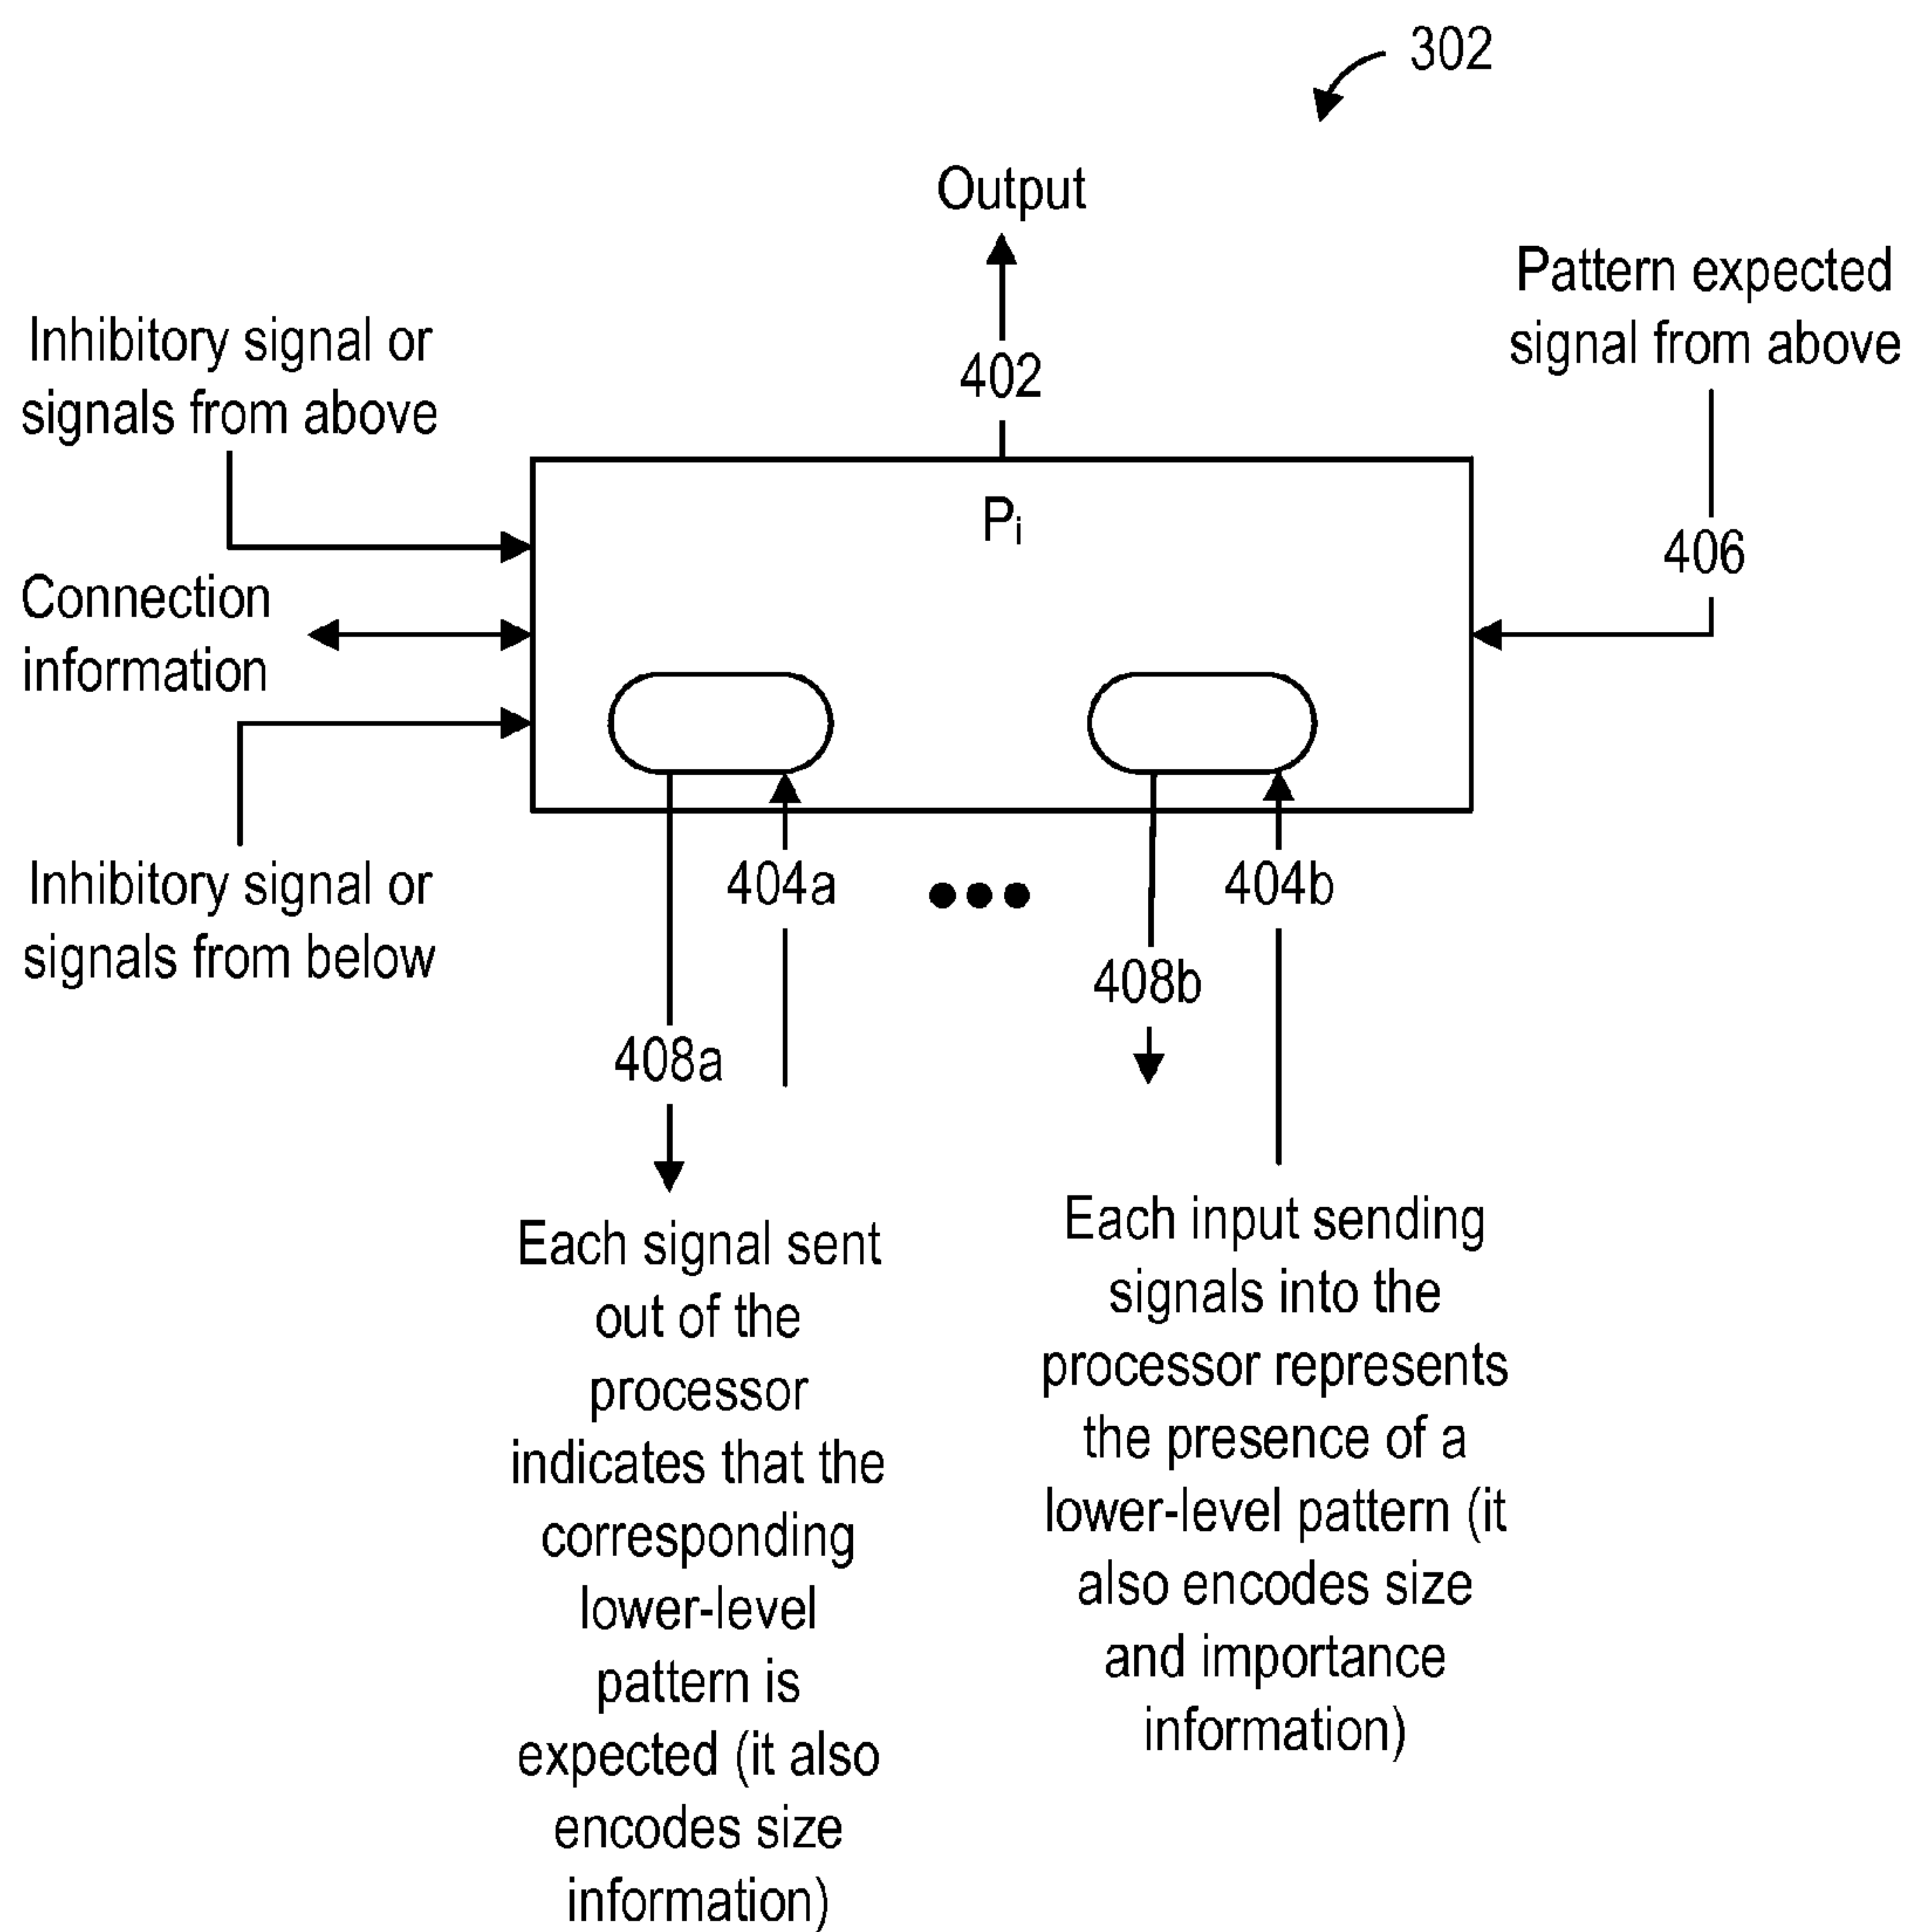 302
Output
Pattern expected
signal from above
Inhibitory signal or
signals from above
402
Pi
406
Connection
information
Inhibitory signal or
signals from below
404a
404b
408b
408a
Each signal sent
out of the
processor
indicates that the
corresponding
lower-level
pattern is
expected (it also
encodes size
information)
Each input sending
signals into the
processor represents
the presence of a
lower-level pattern (it
also encodes size
and importance
information)